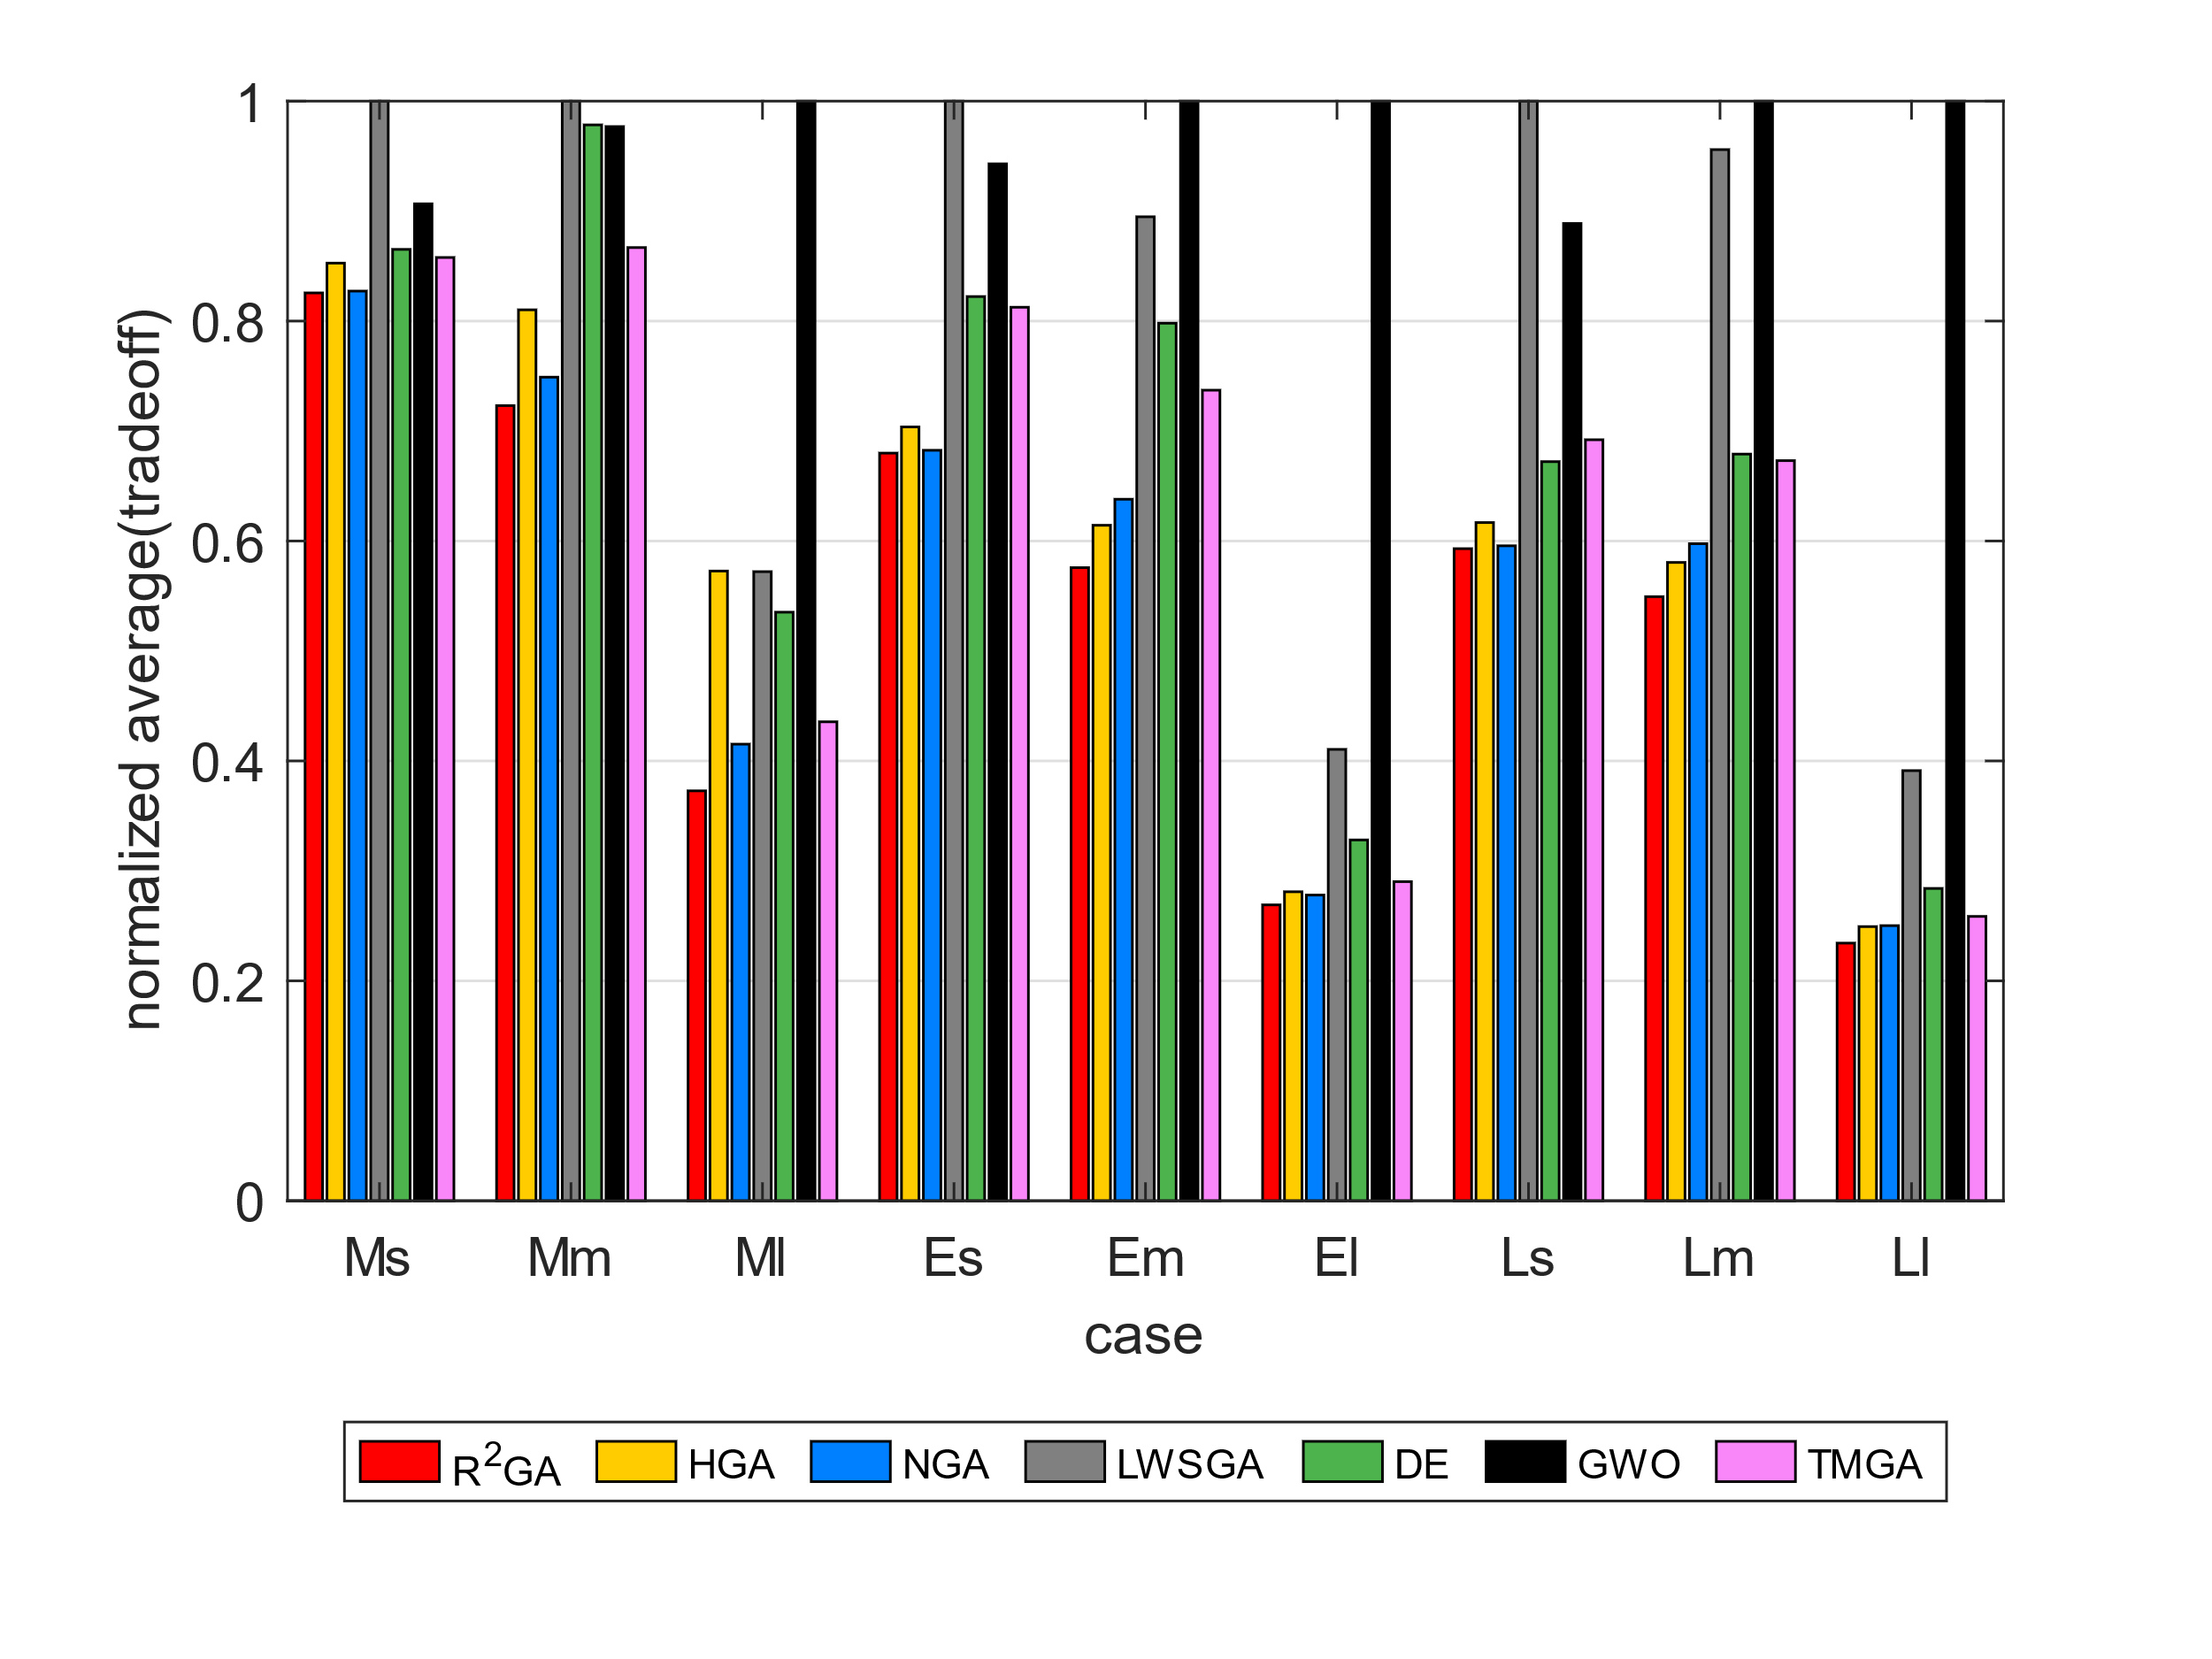 normalized average(tradeoff)
1
0.8
0.6
0.4
0.2
0
Ms Mm Ml Es Em El Ls Lm Ll
case
R²GA HGA NGA LWSGA DE GWO TMGA